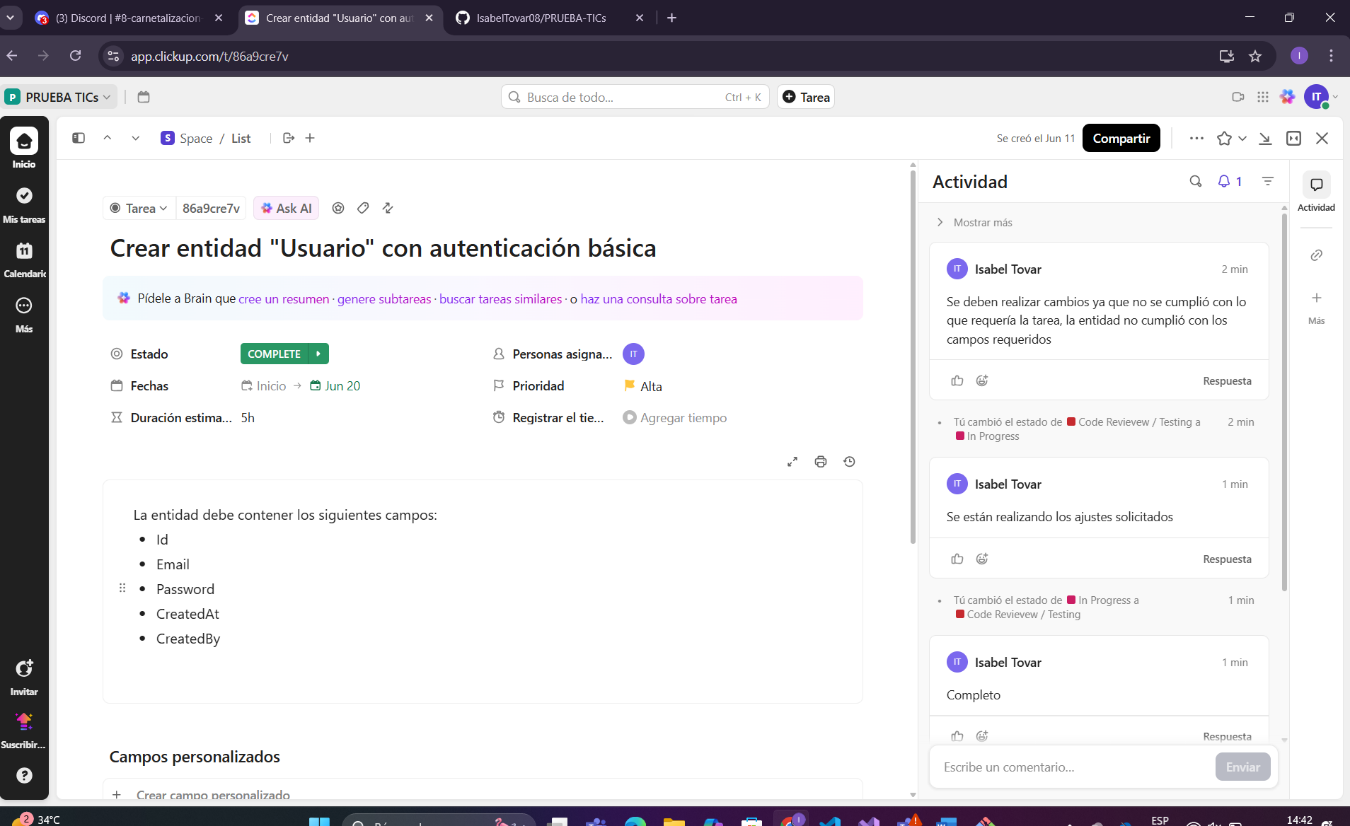 (3) Discord | #8-carnetalizacion
Crear entidad "Usuario" con aut
IsabelTovar08/PRUEBA-TICs
app.clickup.com/t/86a9cre7v
I
P PRUEBA TICs
Busca de todo...
Ctrl + K
Tarea
IT
Inicio
Mis tareas
11
Calendario
Más
Invitar
Suscribir...
S Space / List
Se creó el Jun 11
Compartir
Tarea
86a9cre7v
Ask AI
Crear entidad "Usuario" con autenticación básica
Pídele a Brain que cree un resumen · genere subtareas · buscar tareas similares · o haz una consulta sobre tarea
Estado
COMPLETE
Personas asigna...
IT
Fechas
Inicio → Jun 20
Prioridad
Alta
Duración estima...
5h
Registrar el tie...
Agregar tiempo
La entidad debe contener los siguientes campos:
• Id
• Email
• Password
• CreatedAt
• CreatedBy
Campos personalizados
+ Crear campo personalizado
Actividad
1
Mostrar más
IT Isabel Tovar
2 min
Se deben realizar cambios ya que no se cumplió con lo
que requería la tarea, la entidad no cumplió con los
campos requeridos
Respuesta
• Tú cambió el estado de Code Revievew / Testing a
In Progress
2 min
IT Isabel Tovar
1 min
Se están realizando los ajustes solicitados
Respuesta
• Tú cambió el estado de In Progress a
Code Revievew / Testing
1 min
IT Isabel Tovar
1 min
Completo
Respuesta
Escribe un comentario...
Enviar
Actividad
Más
2
34°C
ESP
14:42